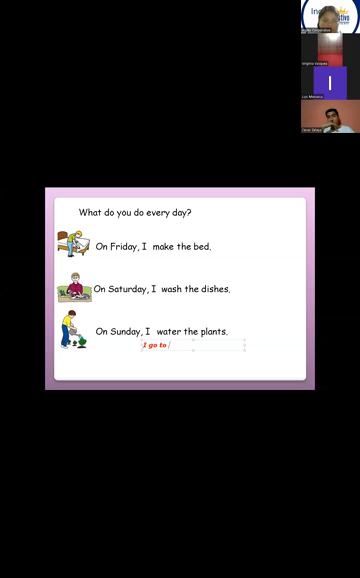 What do you do every day?
On Friday, I make the bed.
On Saturday, I wash the dishes.
On Sunday, I water the plants.
I go to
I